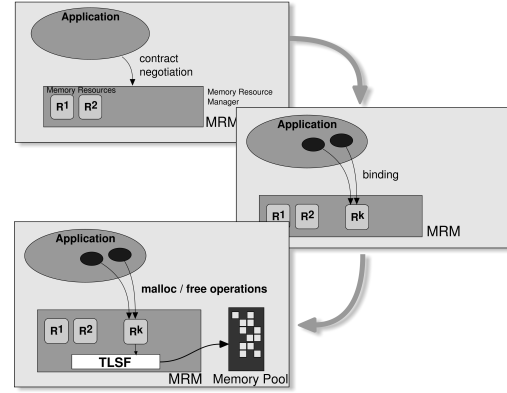 Application
contract
negotiation
Memory Resources
Memory Resource
Manager
R1 R2
MRM
Application
binding
R1 R2 Rk
MRM
Application
malloc / free operations
R1 R2 Rk
TLSF
MRM Memory Pool